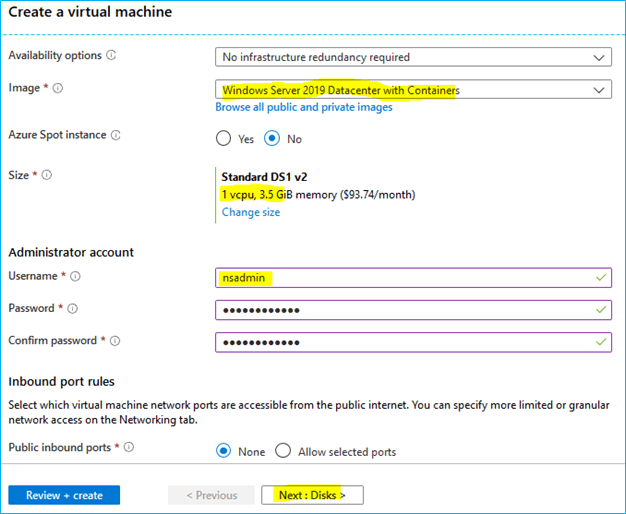 Create a virtual machine
Availability options
No infrastructure redundancy required
Image *
Windows Server 2019 Datacenter with Containers
Browse all public and private images
Azure Spot instance
Yes No
Size *
Standard DS1 v2
1 vcpu, 3.5 GiB memory ($93.74/month)
Change size
Administrator account
Username *
nsadmin
Password *
●●●●●●●●●●●●
Confirm password *
●●●●●●●●●●●●
Inbound port rules
Select which virtual machine network ports are accessible from the public internet. You can specify more limited or granular
network access on the Networking tab.
Public inbound ports *
None Allow selected ports
Review + create
< Previous
Next : Disks >